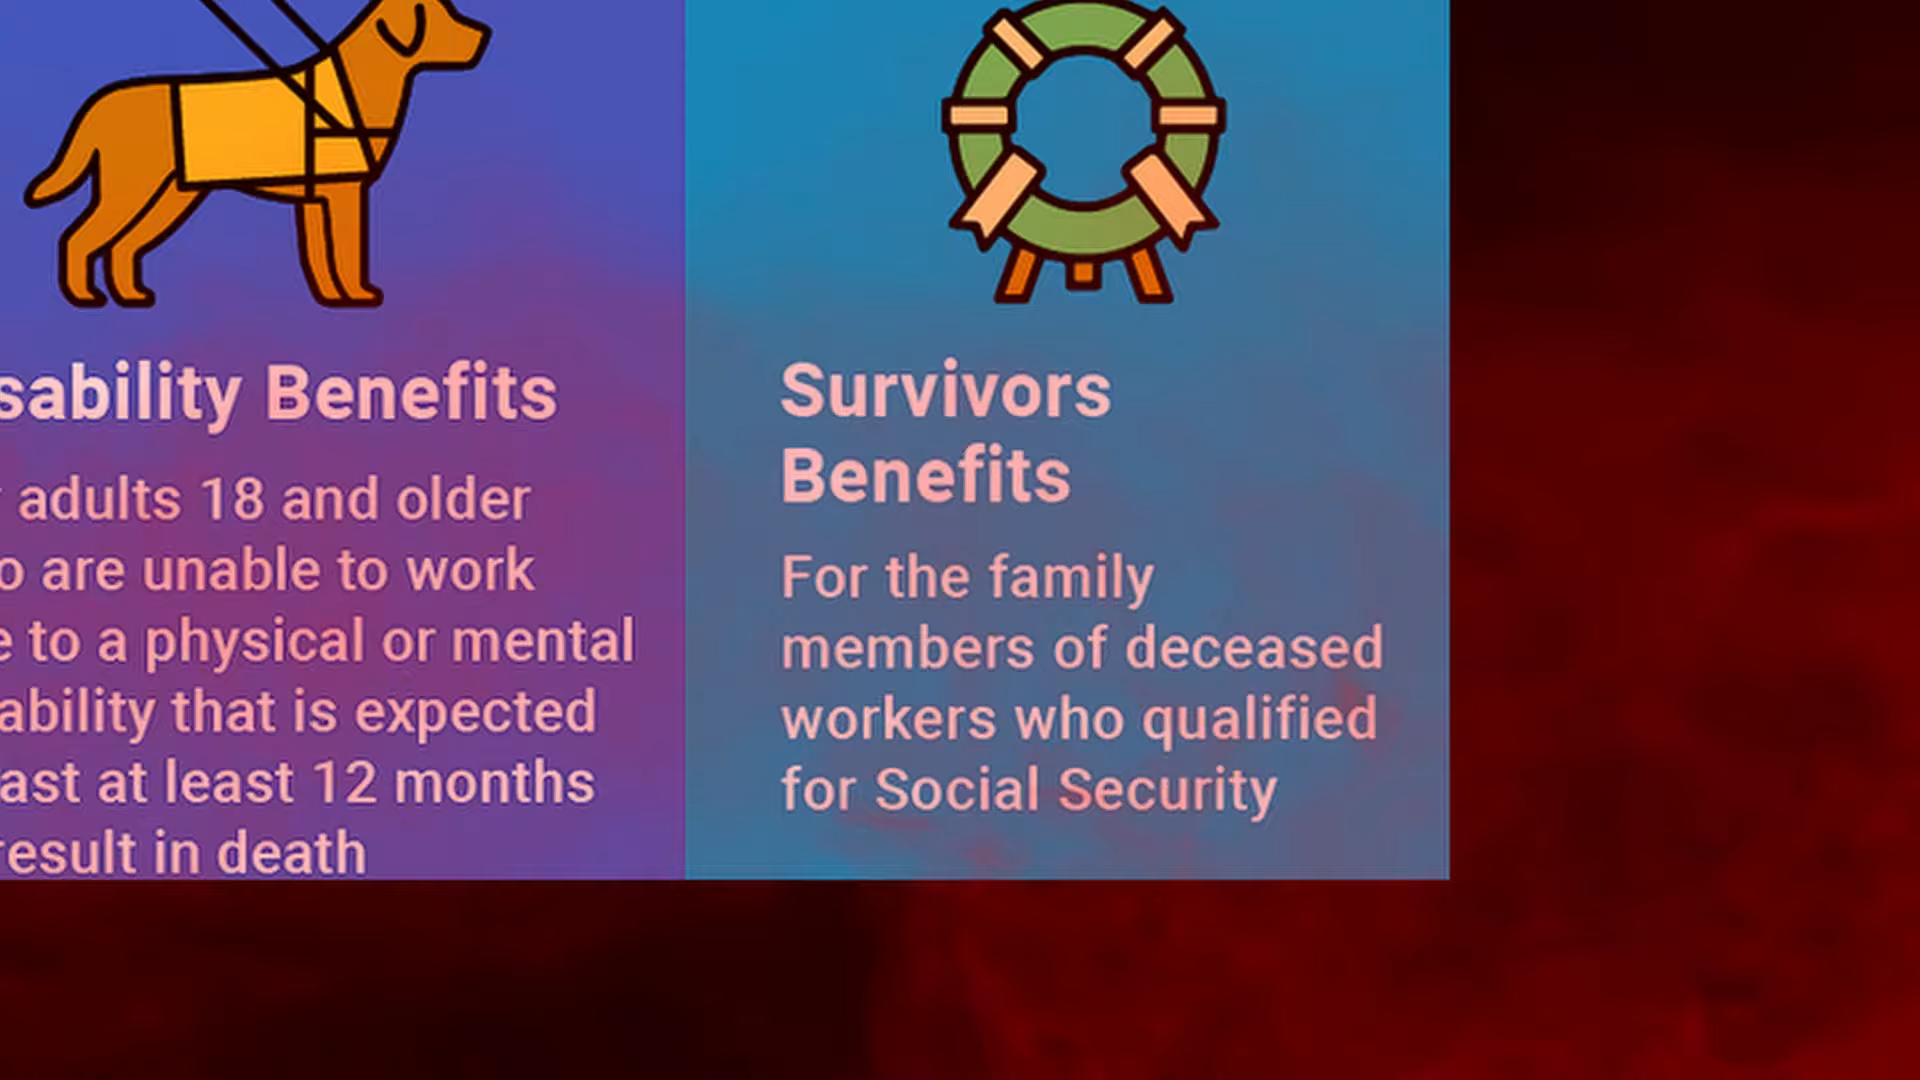 sability Benefits
adults 18 and older
o are unable to work
e to a physical or mental
ability that is expected
ast at least 12 months
result in death
Survivors
Benefits
For the family
members of deceased
workers who qualified
for Social Security